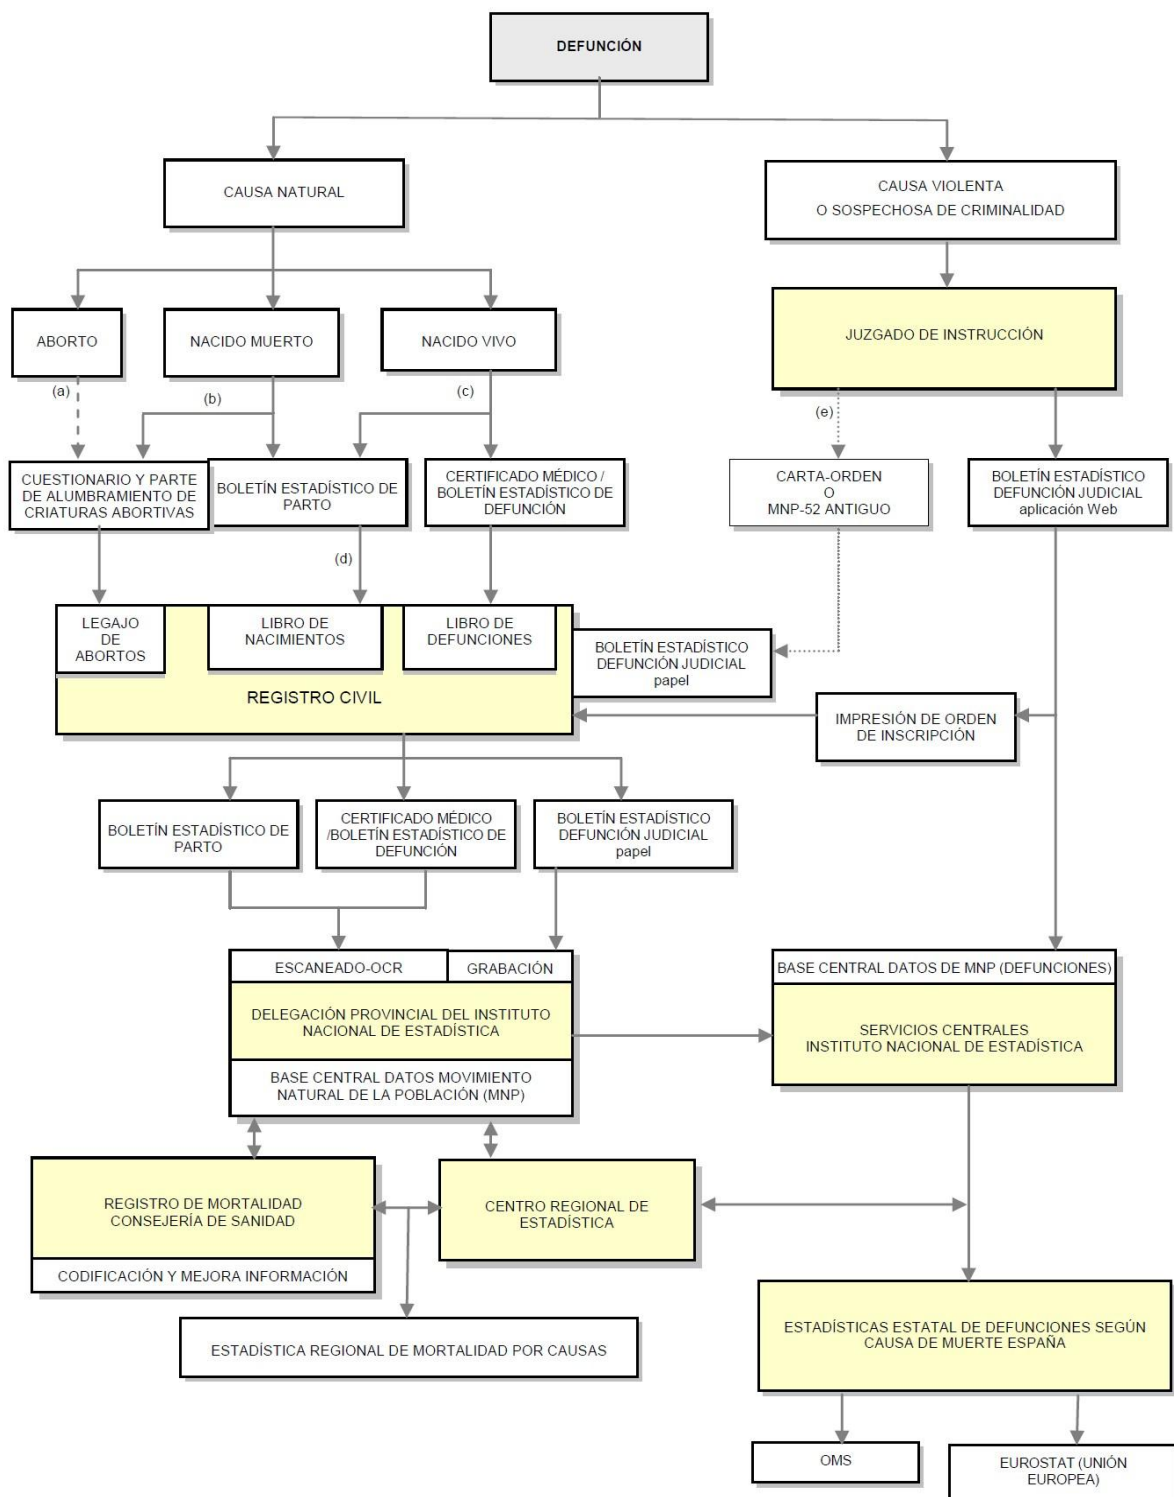 DEFUNCIÓN
CAUSA NATURAL
CAUSA VIOLENTA
O SOSPECHOSA DE CRIMINALIDAD
ABORTO
NACIDO MUERTO
NACIDO VIVO
JUZGADO DE INSTRUCCIÓN
(a)
(b)
(c)
(e)
CUESTIONARIO Y PARTE
DE ALUMBRAMIENTO DE
CRIATURAS ABORTIVAS
BOLETÍN ESTADÍSTICO DE
PARTO
CERTIFICADO MÉDICO /
BOLETÍN ESTADÍSTICO DE
DEFUNCIÓN
CARTA-ORDEN
O
MNP-52 ANTIGUO
BOLETÍN ESTADÍSTICO
DEFUNCIÓN JUDICIAL
aplicación Web
(d)
LEGAJO
DE
ABORTOS
LIBRO DE
NACIMIENTOS
LIBRO DE
DEFUNCIONES
REGISTRO CIVIL
BOLETÍN ESTADÍSTICO
DEFUNCIÓN JUDICIAL
papel
IMPRESIÓN DE ORDEN
DE INSCRIPCIÓN
BOLETÍN ESTADÍSTICO DE
PARTO
CERTIFICADO MÉDICO
/BOLETÍN ESTADÍSTICO DE
DEFUNCIÓN
BOLETÍN ESTADÍSTICO
DEFUNCIÓN JUDICIAL
papel
ESCANEADO-OCR
GRABACIÓN
DELEGACIÓN PROVINCIAL DEL INSTITUTO
NACIONAL DE ESTADÍSTICA
BASE CENTRAL DATOS MOVIMIENTO
NATURAL DE LA POBLACIÓN (MNP)
BASE CENTRAL DATOS DE MNP (DEFUNCIONES)
SERVICIOS CENTRALES
INSTITUTO NACIONAL DE ESTADÍSTICA
REGISTRO DE MORTALIDAD
CONSEJERÍA DE SANIDAD
CODIFICACIÓN Y MEJORA INFORMACIÓN
CENTRO REGIONAL DE
ESTADÍSTICA
ESTADÍSTICA REGIONAL DE MORTALIDAD POR CAUSAS
ESTADÍSTICAS ESTATAL DE DEFUNCIONES SEGÚN
CAUSA DE MUERTE ESPAÑA
OMS
EUROSTAT (UNIÓN
EUROPEA)